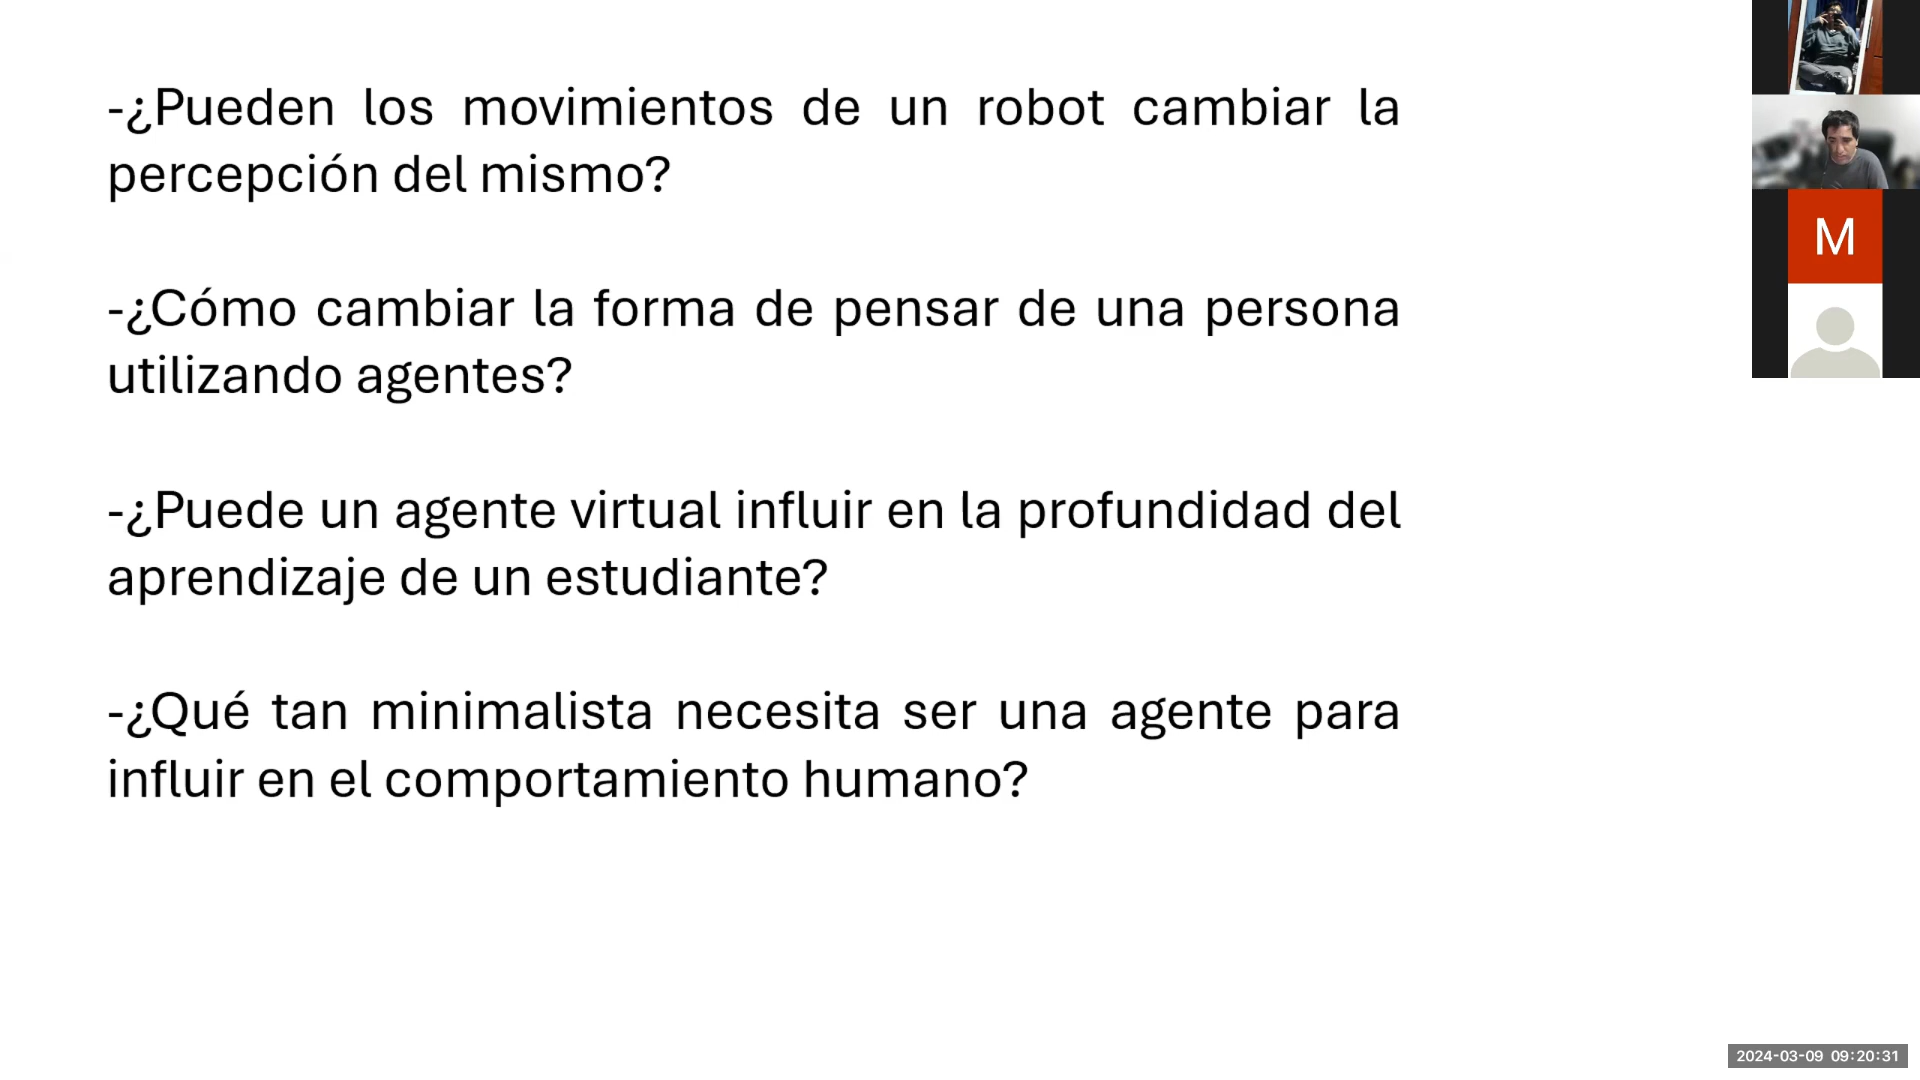 -¿Pueden los movimientos de un robot cambiar la
percepción del mismo?
-¿Cómo cambiar la forma de pensar de una persona
utilizando agentes?
-¿Puede un agente virtual influir en la profundidad del
aprendizaje de un estudiante?
-¿Qué tan minimalista necesita ser una agente para
influir en el comportamiento humano?
M
2024-03-09 09:20:31